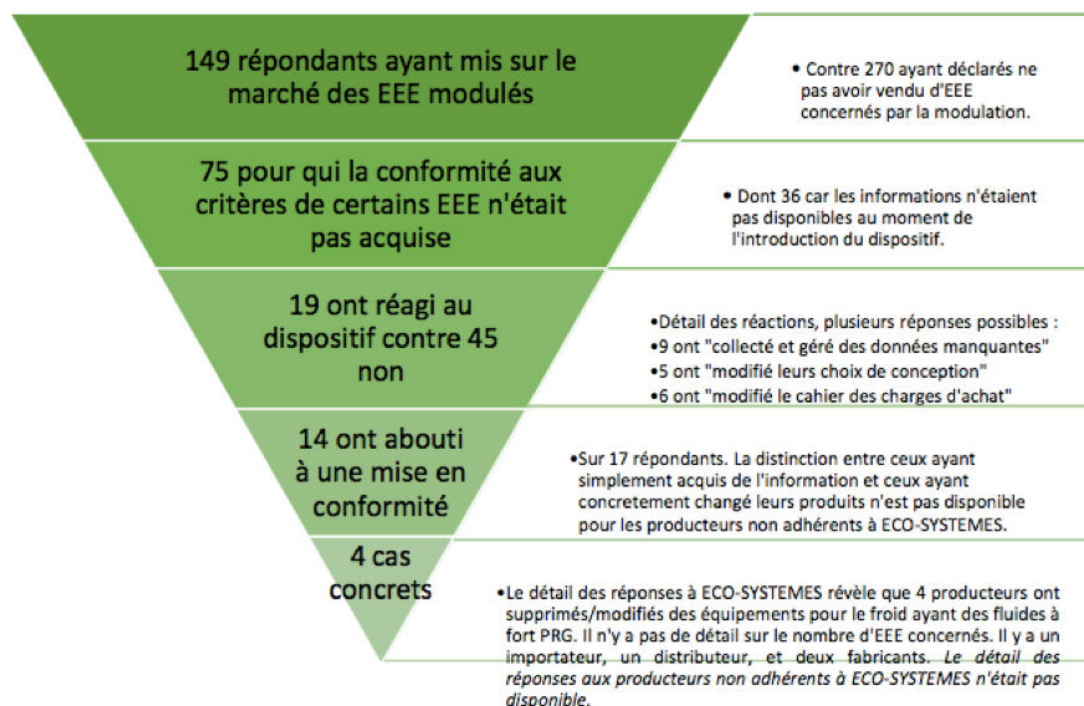 149 répondants ayant mis sur le
marché des EEE modulés
• Contre 270 ayant déclarés ne
pas avoir vendu d'EEE
concernés par la modulation.
75 pour qui la conformité aux
critères de certains EEE n'était
pas acquise
• Dont 36 car les informations n'étaient
pas disponibles au moment de
l'introduction du dispositif.
19 ont réagi au
dispositif contre 45
non
•Détail des réactions, plusieurs réponses possibles :
•9 ont "collecté et géré des données manquantes"
•5 ont "modifié leurs choix de conception"
•6 ont "modifié le cahier des charges d'achat"
14 ont abouti
à une mise en
conformité
•Sur 17 répondants. La distinction entre ceux ayant
simplement acquis de l'information et ceux ayant
concretement changé leurs produits n'est pas disponible
pour les producteurs non adhérents à ECO-SYSTEMES.
4 cas
concrets
•Le détail des réponses à ECO-SYSTEMES révèle que 4 producteurs ont
supprimés/modifiés des équipements pour le froid ayant des fluides à
fort PRG. Il n'y a pas de détail sur le nombre d'EEE concernés. Il y a un
importateur, un distributeur, et deux fabricants. Le détail des
réponses aux producteurs non adhérents à ECO-SYSTEMES n'était pas
disponible.